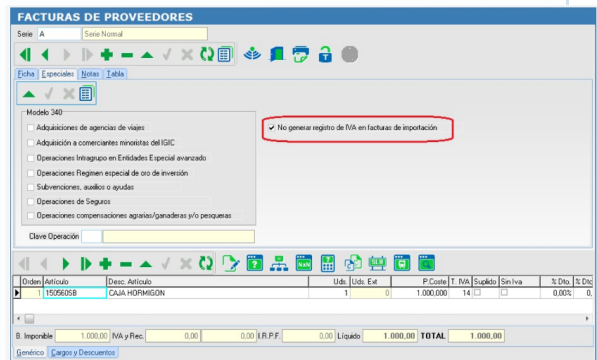 FACTURAS DE PROVEEDORES
Serie A Serie Normal
Ficha Especiales Notas Tabla
Modelo 340
Adquisiciones de agencias de viajes
No generar registro de IVA en facturas de importación
Adquisición a comerciantes minoristas del IGIC
Operaciones Intragrupo en Entidades Especial avanzado
Operaciones Regimen especial de oro de inversión
Subvenciones, auxilios o ayudas
Operaciones de Seguros
Operaciones compensaciones agrarias/ganaderas y/o pesqueras
Clave Operación
NaN
Orden Artículo Desc. Artículo Uds. Uds. Ext P.Coste T. IVA Suplido Sin Iva % Dto. % Dtc
1 150560SB CAJA HORMIGON 1 0 1.000,000 14 0,00% 0,
B. Imponible 1.000,00 IVA y Rec. 0,00 0,00 I.R.P.F. 0,00 Líquido 1.000,00 TOTAL 1.000,00
Genérico Cargos y Descuentos